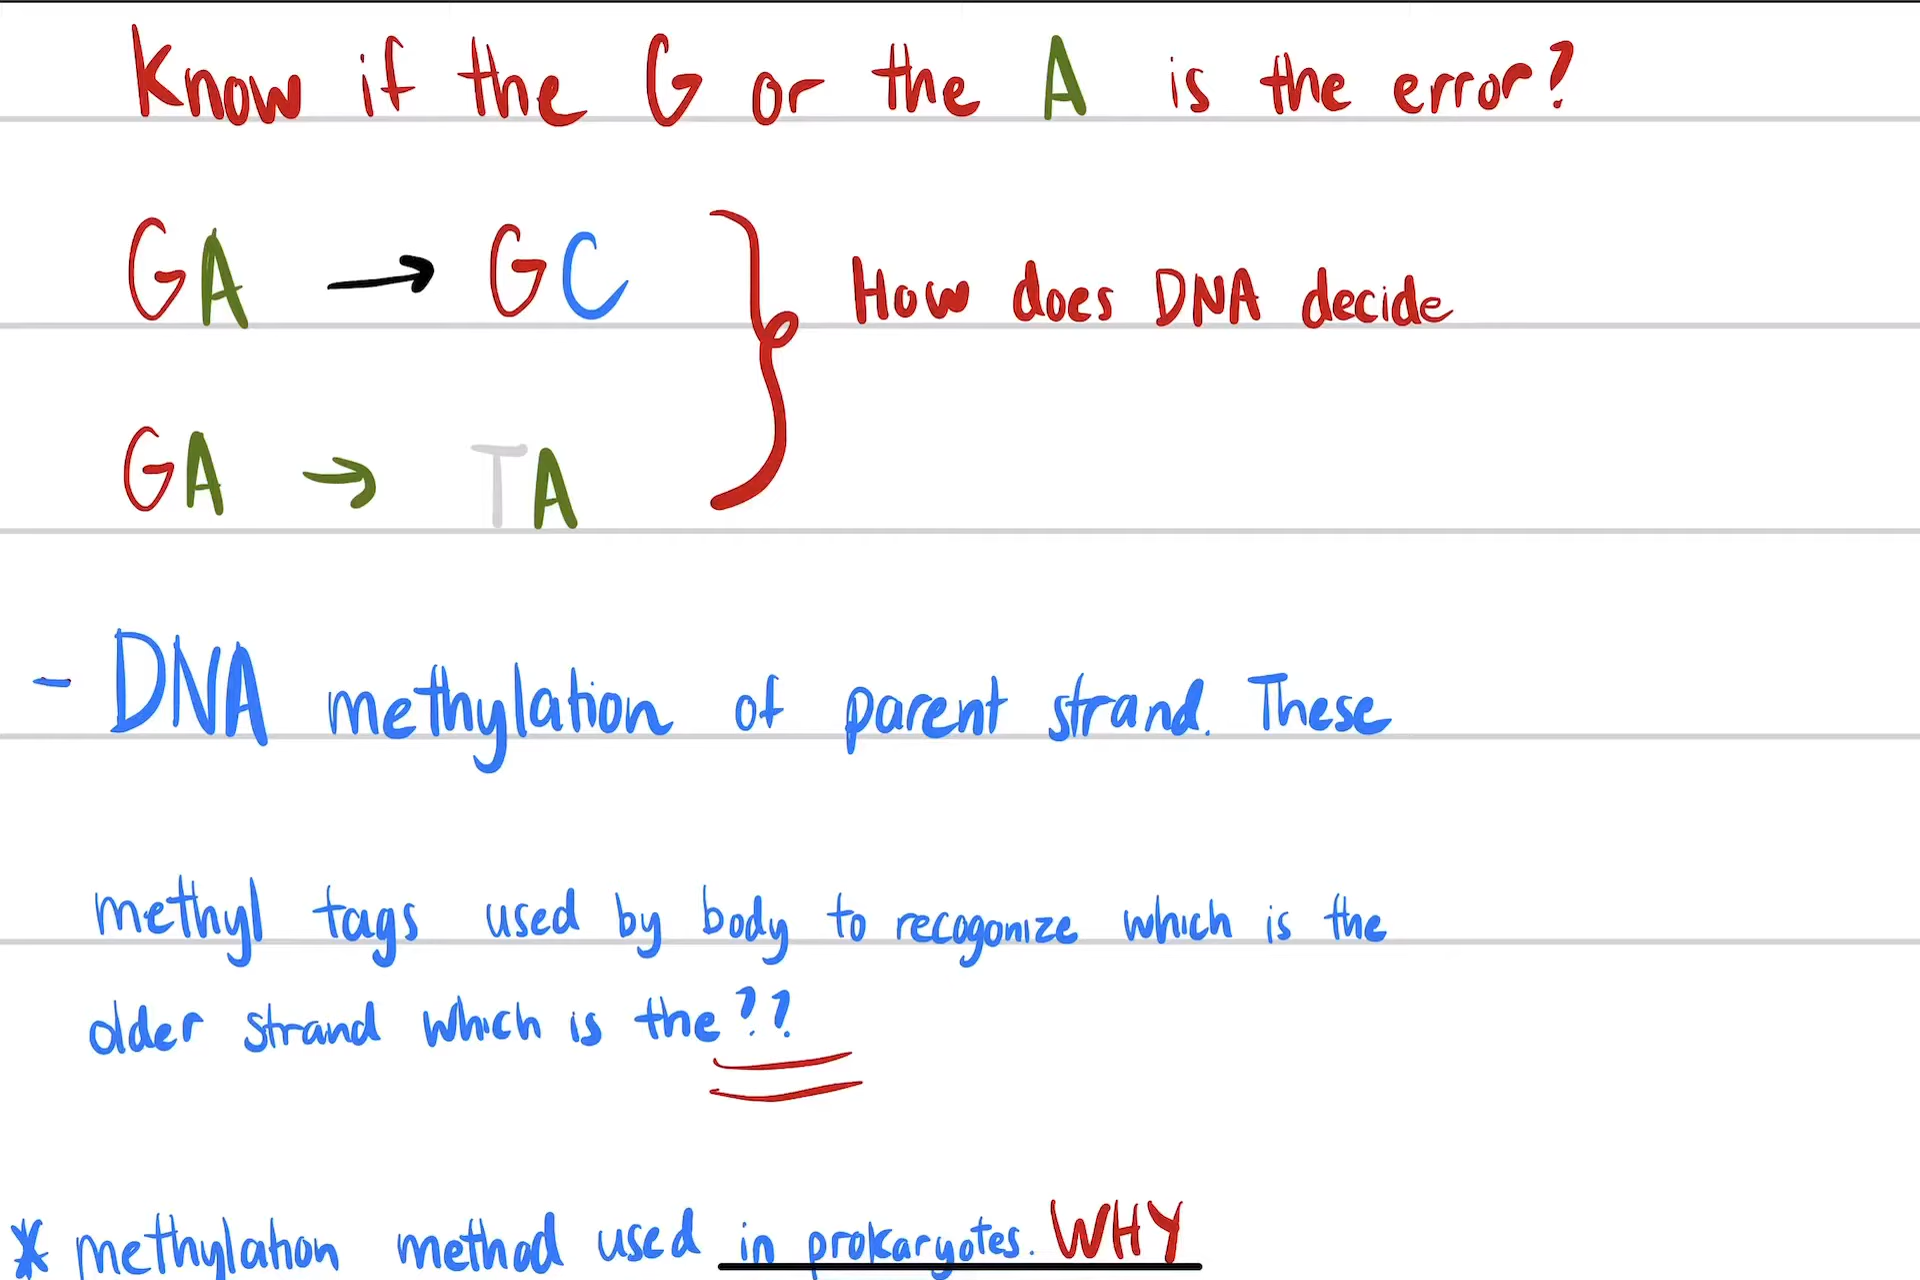 Know if the G or the A is the error?
GA → GC
How does DNA decide
GA → TA
- DNA methylation of parent strand. These
methyl tags used by body to recogonize which is the
older strand which is the ??
* methylation method used in prokaryotes. WHY